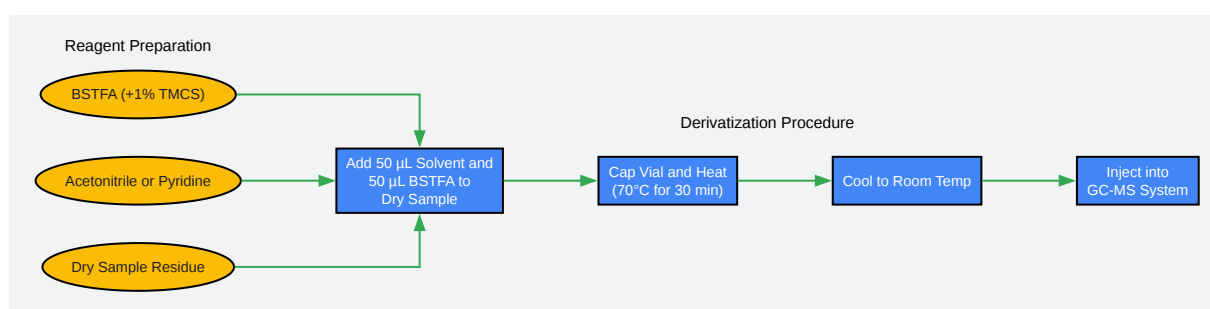 Reagent Preparation
BSTFA (+1% TMCS)
Acetonitrile or Pyridine
Dry Sample Residue
Add 50 µL Solvent and
50 µL BSTFA to
Dry Sample
Derivatization Procedure
Cap Vial and Heat
(70°C for 30 min)
Cool to Room Temp
Inject into
GC-MS System